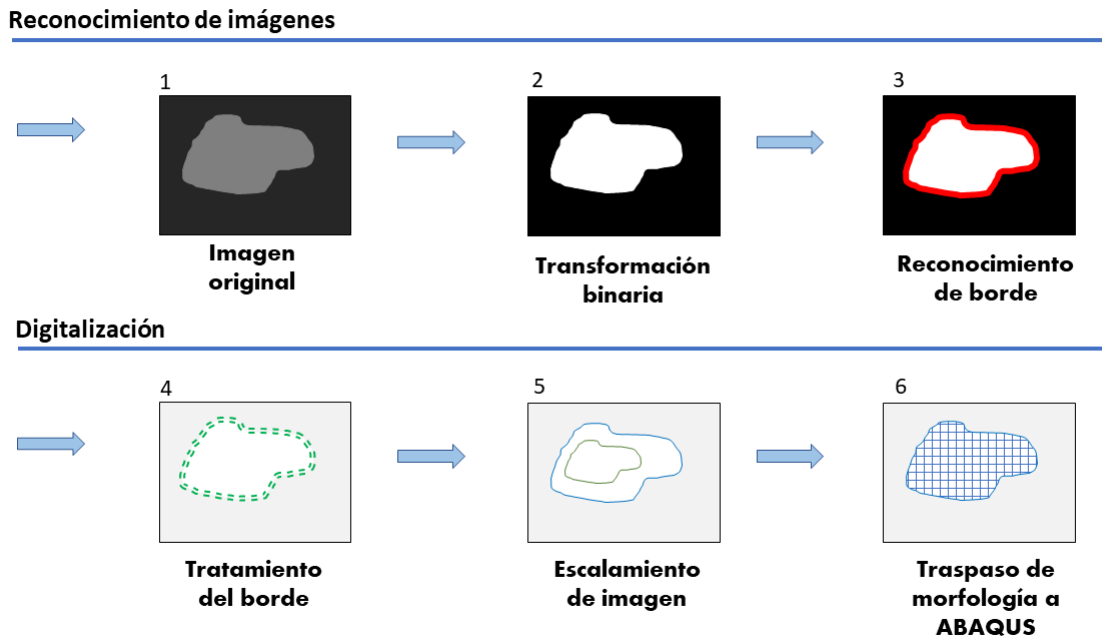 Reconocimiento de imágenes
1
2
3
Imagen
original
Transformación
binaria
Reconocimiento
de borde
Digitalización
4
5
6
Tratamiento
del borde
Escalamiento
de imagen
Traspaso de
morfología a
ABAQUS